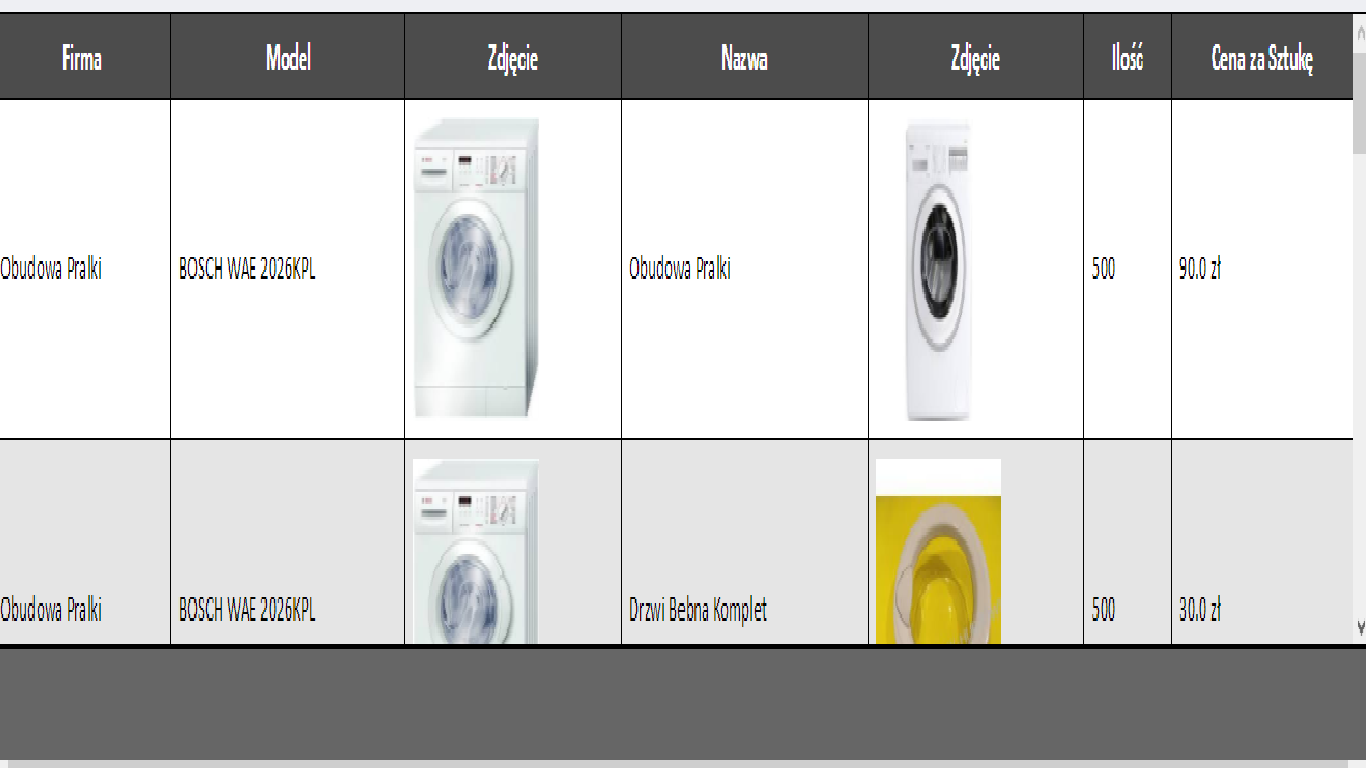 Firma Model Zdjęcie Nazwa Zdjęcie Ilość Cena za Sztukę
Obudowa Pralki BOSCH WAE 2026KPL Obudowa Pralki 500 90.0 zł
Obudowa Pralki BOSCH WAE 2026KPL Drzwi Bebna Komplet 500 30.0 zł